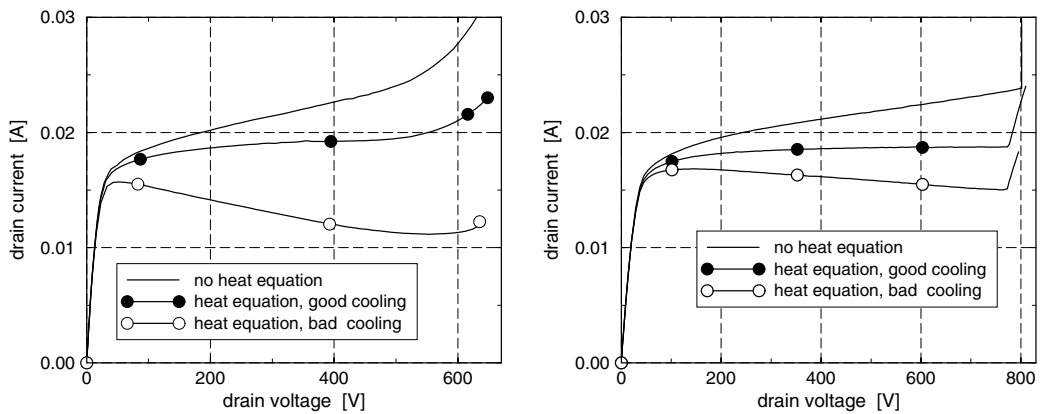 0.03
0.02
0.01
0.00
drain current [A]
no heat equation
heat equation, good cooling
heat equation, bad cooling
0 200 400 600
drain voltage [V]
0.03
0.02
0.01
0.00
drain current [A]
no heat equation
heat equation, good cooling
heat equation, bad cooling
0 200 400 600 800
drain voltage [V]